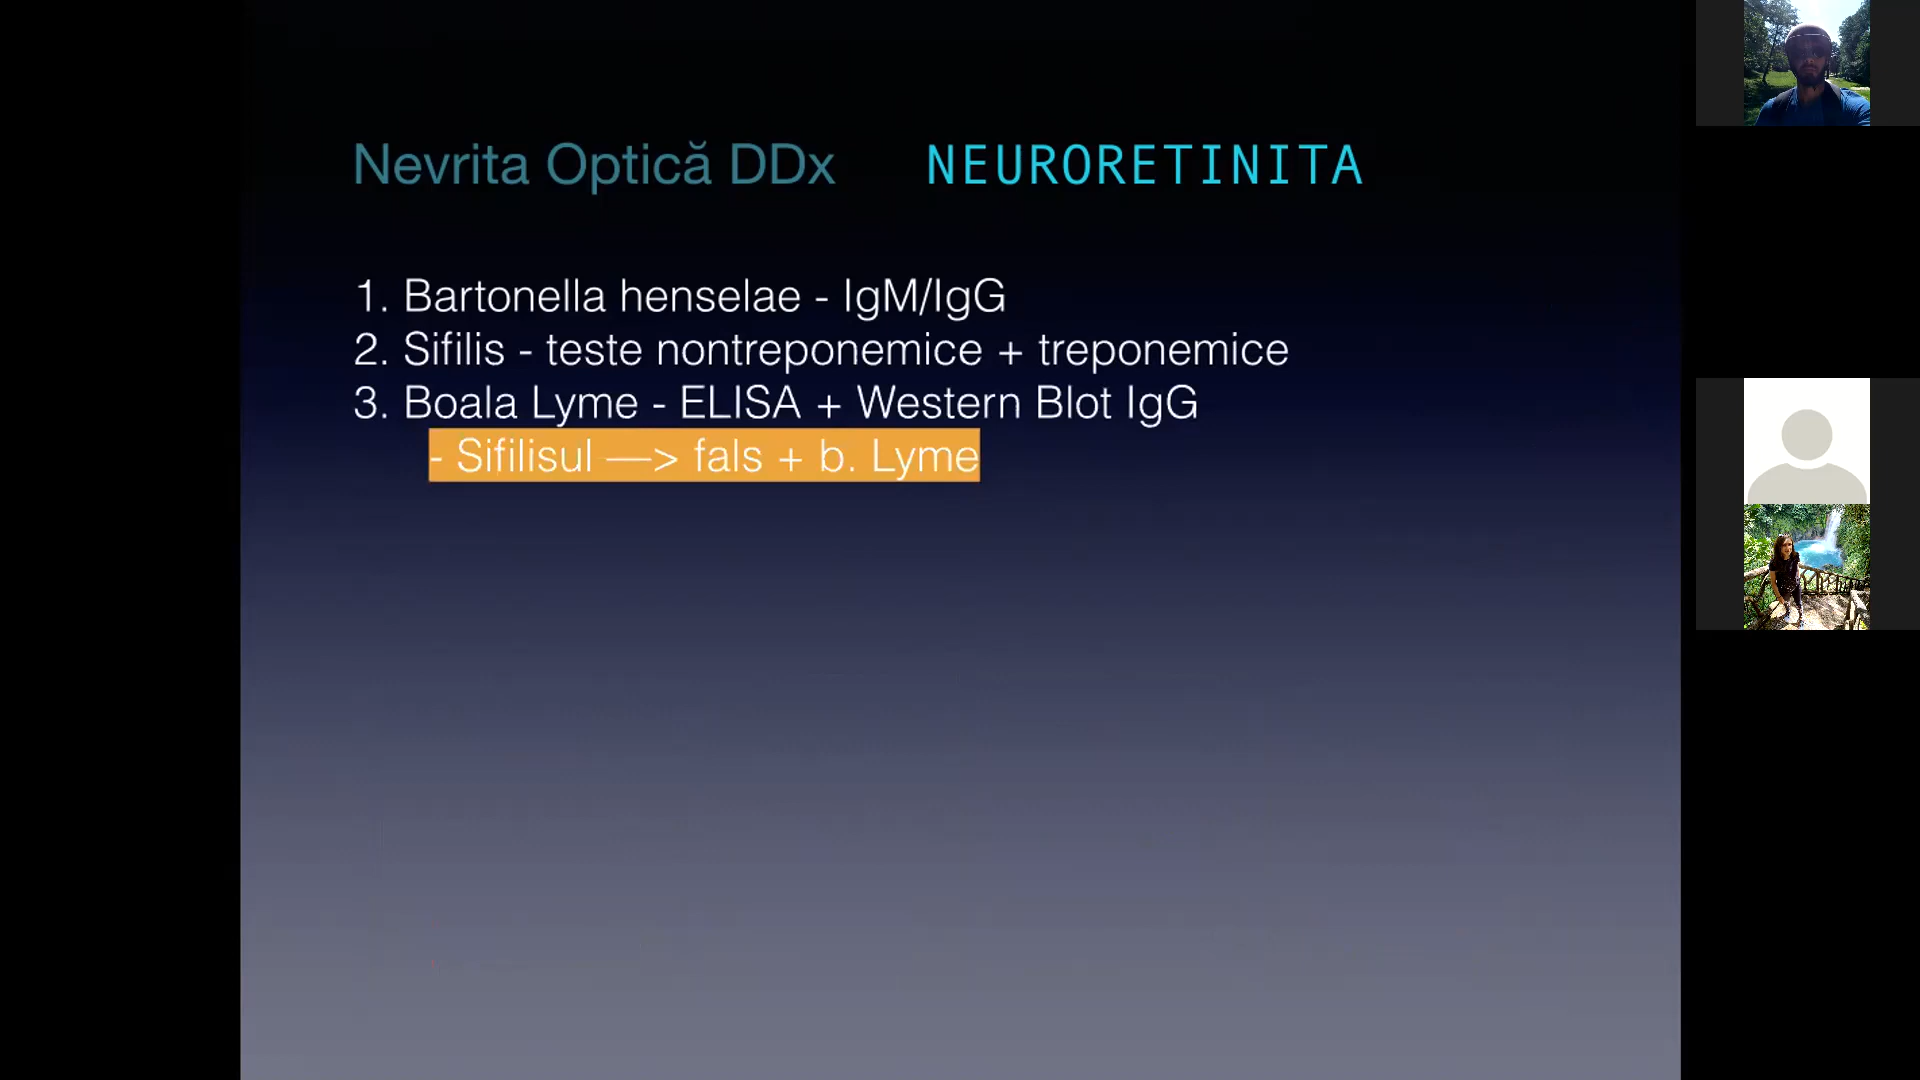 Nevrita Optică DDx NEURORETINITA
1. Bartonella henselae - IgM/IgG
2. Sifilis - teste nontreponemice + treponemice
3. Boala Lyme - ELISA + Western Blot IgG
- Sifilisul —> fals + b. Lyme